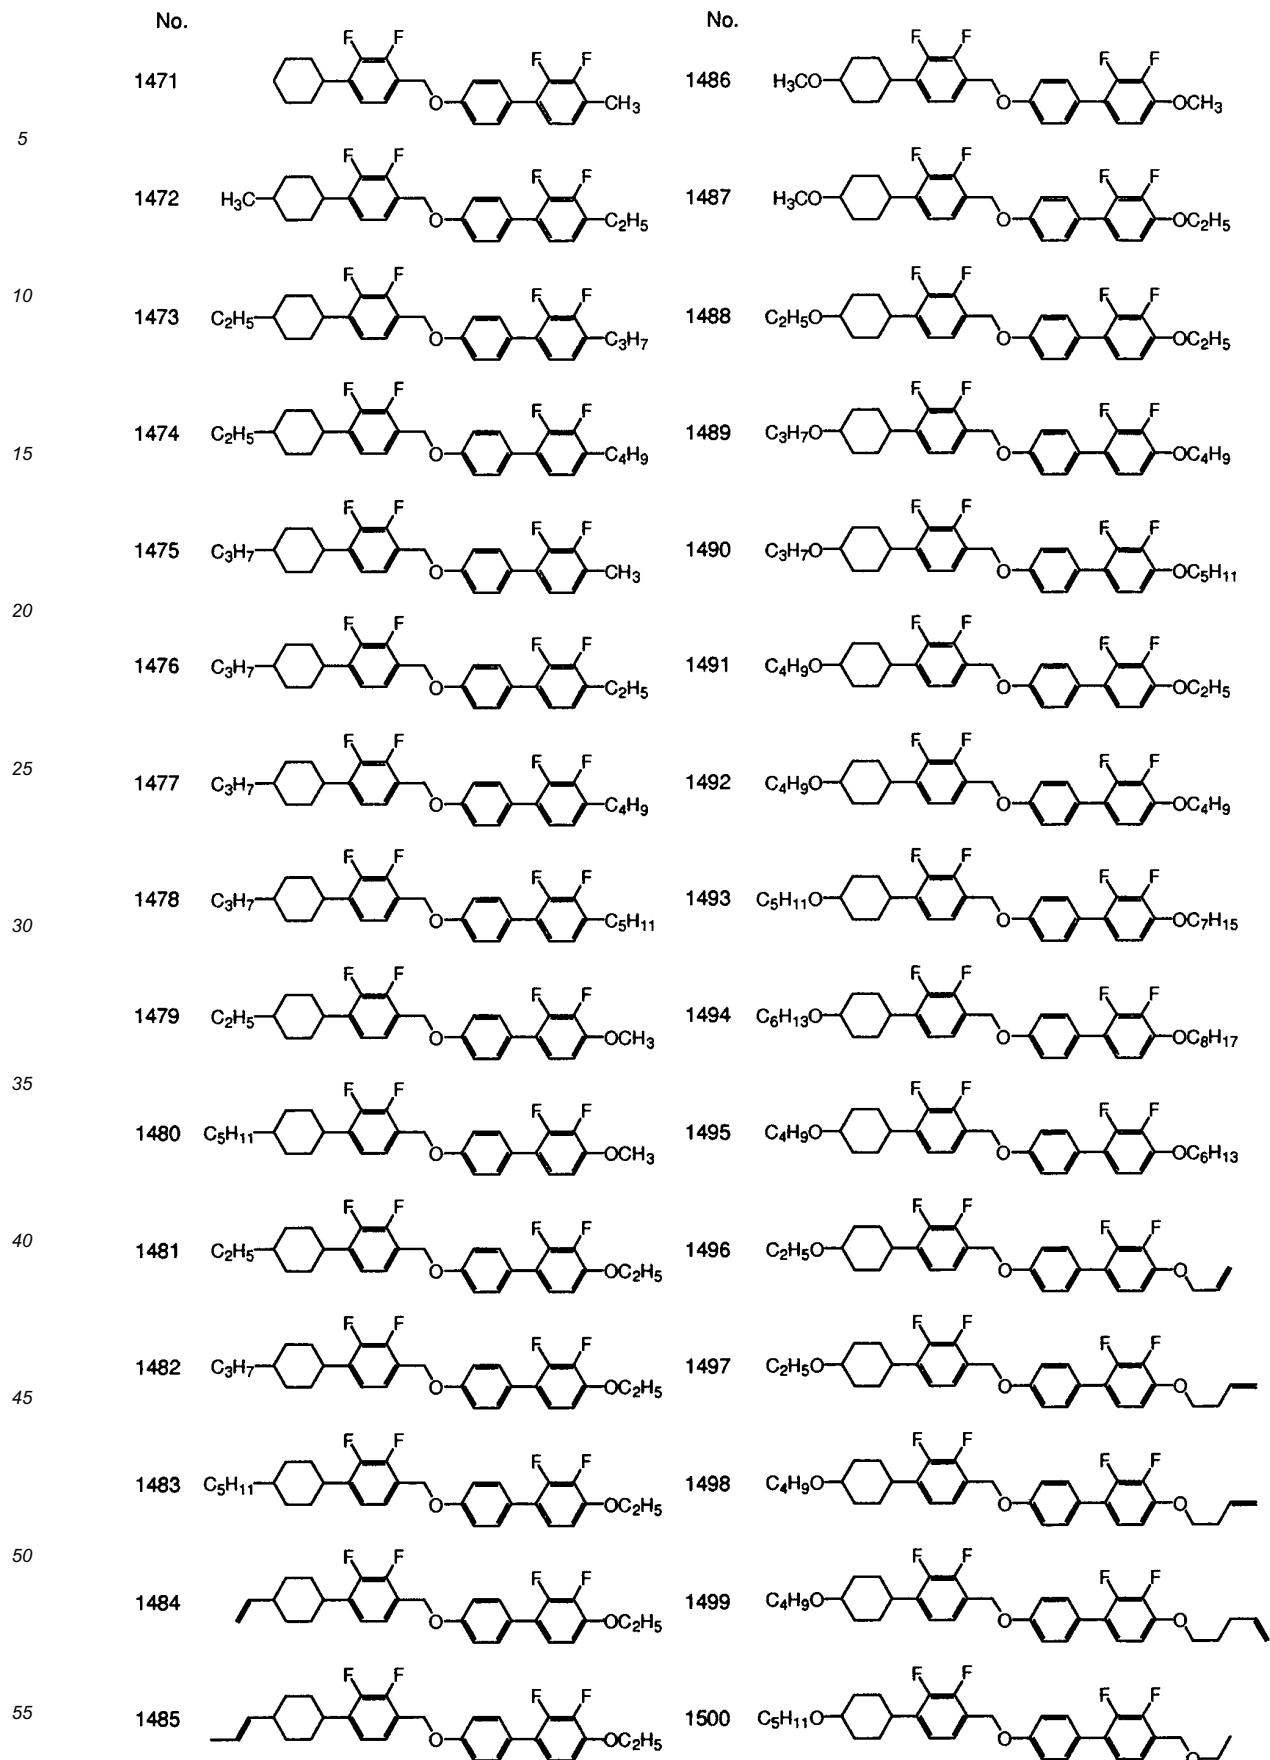 No. No.
F F F F F F F F
1471 O CH3 1486 H3CO O OCH3
5
F F F F F F F F
1472 H3C O C2H5 1487 H3CO O OC2H5
F F F F F F F F
10
1473 C2H5 O C3H7 1488 C2H5O O OC2H5
F F F F F F F F
1474 C2H5 O C4H9 1489 C3H7O O OC4H9
15
F F F F F F F F
1475 C3H7 O CH3 1490 C3H7O O OC5H11
20
F F F F F F F F
1476 C3H7 O C2H5 1491 C4H9O O OC2H5
F F F F F F F F
25
1477 C3H7 O C4H9 1492 C4H9O O OC4H9
F F F F F F F F
1478 C3H7 O C5H11 1493 C5H11O O OC7H15
30
F F F F F F F F
1479 C2H5 O OCH3 1494 C6H13O O OC8H17
35
F F F F F F F F
1480 C5H11 O OCH3 1495 C4H9O O OC6H13
F F F F F F F F
40
1481 C2H5 O OC2H5 1496 C2H5O O O
F F F F F F F F
1482 C3H7 O OC2H5 1497 C2H5O O O
45
F F F F F F F F
1483 C5H11 O OC2H5 1498 C4H9O O O
50
F F F F F F F F
1484 O OC2H5 1499 C4H9O O O
F F F F F F F F
55
1485 O OC2H5 1500 C5H11O O O